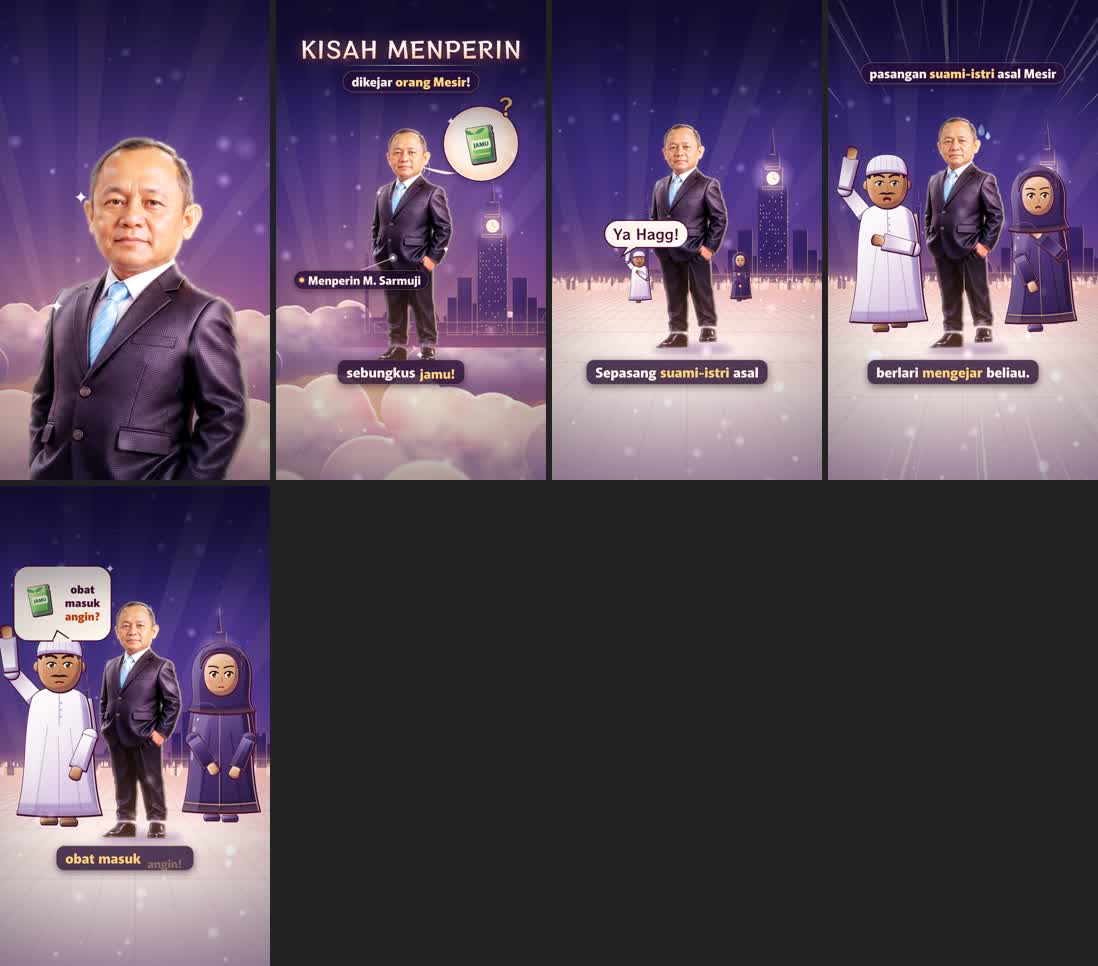 KISAH MENPERIN
dikejar orang Mesir!
?
JAMU
Menperin M. Sarmuji
sebungkus jamu!
Ya Hagg!
Sepasang suami-istri asal
pasangan suami-istri asal Mesir
berlari mengejar beliau.
JAMU
obat
masuk
angin?
obat masuk angin!